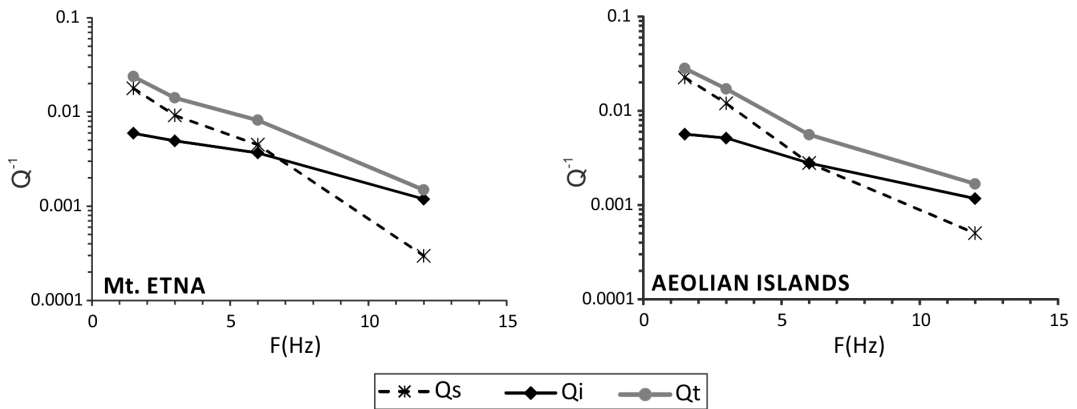 0.1
0.01
0.001
0.0001
Q⁻¹
Mt. ETNA
0 5 10 15
F(Hz)
0.1
0.01
0.001
0.0001
Q⁻¹
AEOLIAN ISLANDS
0 5 10 15
F(Hz)
Qs Qi Qt